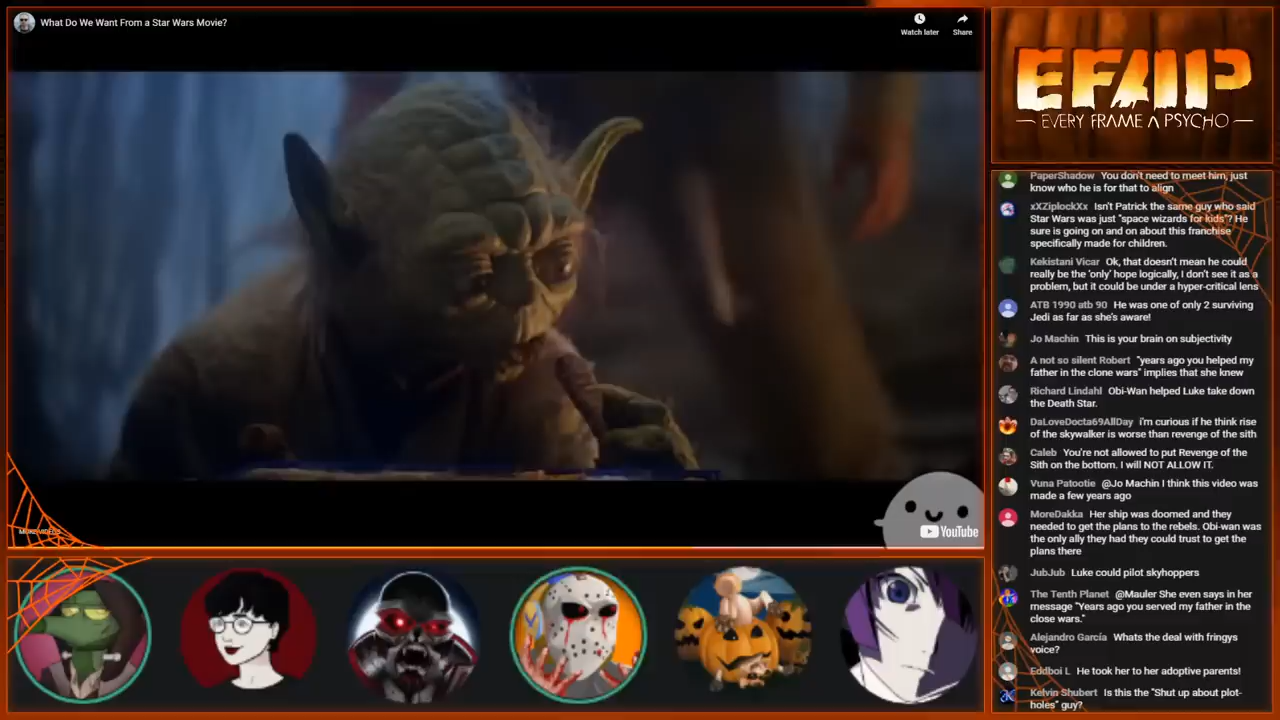 What Do We Want From a Star Wars Movie?
Watch later
Share
EFAP
EVERY FRAME A PSYCHO
PaperShadow You don't need to meet him, just
know who he is for that to align
xXZiplockXx Isn't Patrick the same guy who said
Star Wars was just "space wizards for kids"? He
sure is going on and on about this franchise
specifically made for children.
Kekistani Vicar Ok, that doesn't mean he could
really be the 'only' hope logically, I don't see it as a
problem, but it could be under a hyper-critical lens
ATB 1990 atb 90 He was one of only 2 surviving
Jedi as far as she's aware!
Jo Machin This is your brain on subjectivity
A not so silent Robert "years ago you helped my
father in the clone wars" implies that she knew
Richard Lindahl Obi-Wan helped Luke take down
the Death Star.
DaLoveDocta69AllDay i'm curious if he think rise
of the skywalker is worse than revenge of the sith
Caleb You're not allowed to put Revenge of the
Sith on the bottom. I will NOT ALLOW IT.
Vuna Patootie @Jo Machin I think this video was
made a few years ago
MoreDakka Her ship was doomed and they
needed to get the plans to the rebels. Obi-wan was
the only ally they had they could trust to get the
plans there
JubJub Luke could pilot skyhoppers
The Tenth Planet @Mauler She even says in her
message "Years ago you served my father in the
close wars."
Alejandro García Whats the deal with fringys
voice?
Eddboi L He took her to her adoptive parents!
Kelvin Shubert Is this the "Shut up about plot-
holes" guy?
YouTube